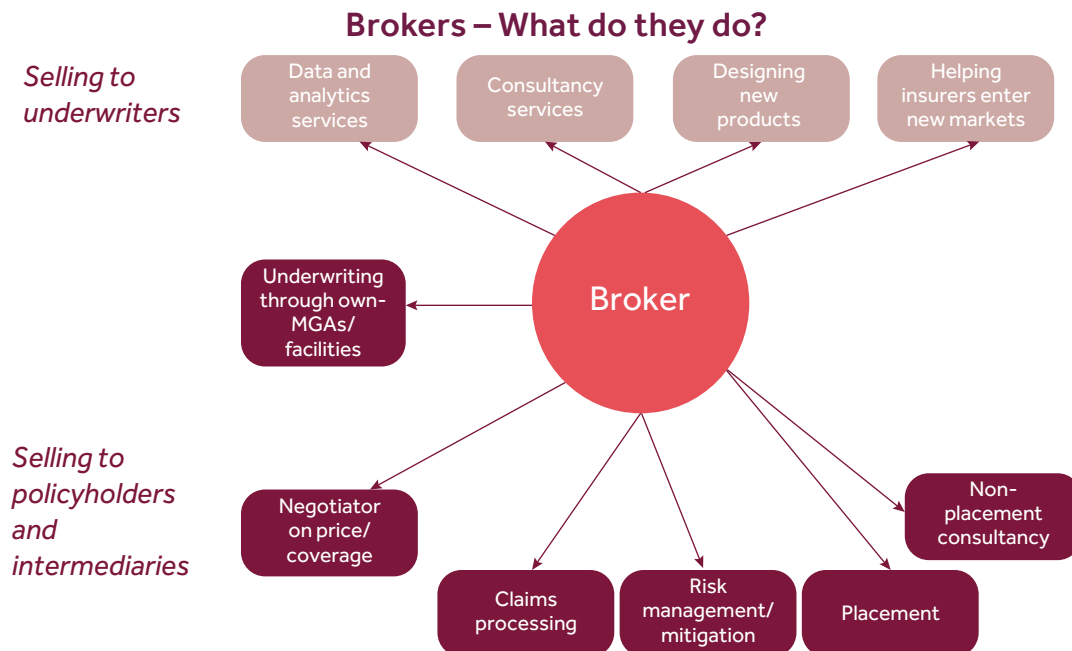 Brokers – What do they do?
Selling to
underwriters
Data and
analytics
services
Consultancy
services
Designing
new
products
Helping
insurers enter
new markets
Underwriting
through own-
MGAs/
facilities
Broker
Selling to
policyholders
and
intermediaries
Negotiator
on price/
coverage
Claims
processing
Risk
management/
mitigation
Placement
Non-
placement
consultancy